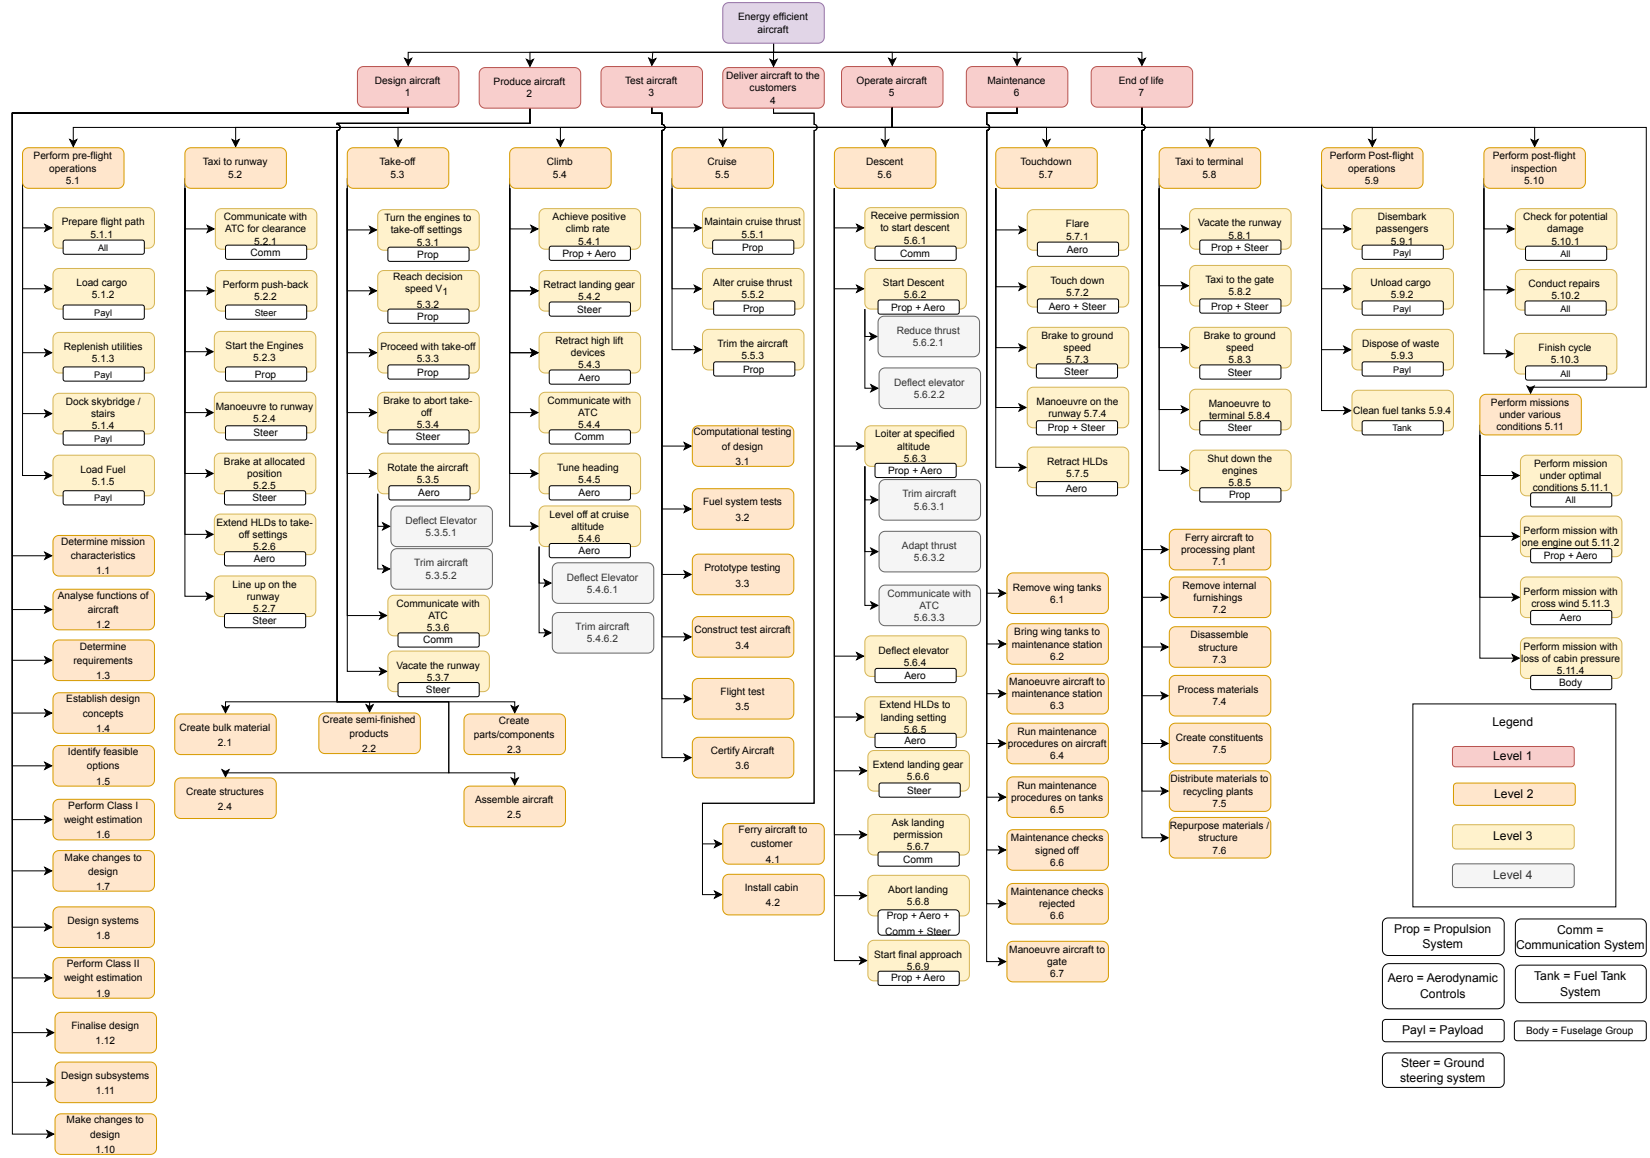 Energy efficient
aircraft
Design aircraft
1
Produce aircraft
2
Test aircraft
3
Deliver aircraft to the
customers
4
Operate aircraft
5
Maintenance
6
End of life
7
Perform pre-flight
operations
5.1
Prepare flight path
5.1.1
All
Load cargo
5.1.2
Payl
Replenish utilities
5.1.3
Payl
Dock skybridge /
stairs
5.1.4
Payl
Load Fuel
5.1.5
Payl
Taxi to runway
5.2
Communicate with
ATC for clearance
5.2.1
Comm
Perform push-back
5.2.2
Steer
Start the Engines
5.2.3
Prop
Manoeuvre to runway
5.2.4
Steer
Brake at allocated
position
5.2.5
Steer
Extend HLDs to take-
off settings
5.2.6
Aero
Line up on the
runway
5.2.7
Steer
Take-off
5.3
Turn the engines to
take-off settings
5.3.1
Prop
Reach decision
speed V1
5.3.2
Prop
Proceed with take-off
5.3.3
Prop
Brake to abort take-
off
5.3.4
Steer
Rotate the aircraft
5.3.5
Aero
Deflect Elevator
5.3.5.1
Trim aircraft
5.3.5.2
Communicate with
ATC
5.3.6
Comm
Vacate the runway
5.3.7
Steer
Climb
5.4
Achieve positive
climb rate
5.4.1
Prop + Aero
Retract landing gear
5.4.2
Steer
Retract high lift
devices
5.4.3
Aero
Communicate with
ATC
5.4.4
Comm
Tune heading
5.4.5
Aero
Level off at cruise
altitude
5.4.6
Aero
Deflect Elevator
5.4.6.1
Trim aircraft
5.4.6.2
Cruise
5.5
Maintain cruise thrust
5.5.1
Prop
Alter cruise thrust
5.5.2
Prop
Trim the aircraft
5.5.3
Prop
Descent
5.6
Receive permission
to start descent
5.6.1
Comm
Start Descent
5.6.2
Prop + Aero
Reduce thrust
5.6.2.1
Deflect elevator
5.6.2.2
Loiter at specified
altitude
5.6.3
Prop + Aero
Trim aircraft
5.6.3.1
Adapt thrust
5.6.3.2
Communicate with
ATC
5.6.3.3
Deflect elevator
5.6.4
Aero
Extend HLDs to
landing setting
5.6.5
Aero
Extend landing gear
5.6.6
Steer
Ask landing
permission
5.6.7
Comm
Abort landing
5.6.8
Prop + Aero +
Comm + Steer
Start final approach
5.6.9
Prop + Aero
Touchdown
5.7
Flare
5.7.1
Aero
Touch down
5.7.2
Aero + Steer
Brake to ground
speed
5.7.3
Steer
Manoeuvre on the
runway 5.7.4
Prop + Steer
Retract HLDs
5.7.5
Aero
Taxi to terminal
5.8
Vacate the runway
5.8.1
Prop + Steer
Taxi to the gate
5.8.2
Prop + Steer
Brake to ground
speed
5.8.3
Steer
Manoeuvre to
terminal 5.8.4
Steer
Shut down the
engines
5.8.5
Prop
Perform Post-flight
operations
5.9
Disembark
passengers
5.9.1
Payl
Unload cargo
5.9.2
Payl
Dispose of waste
5.9.3
Payl
Clean fuel tanks 5.9.4
Tank
Perform post-flight
inspection
5.10
Check for potential
damage
5.10.1
All
Conduct repairs
5.10.2
All
Finish cycle
5.10.3
All
Perform missions
under various
conditions 5.11
Perform mission
under optimal
conditions 5.11.1
All
Perform mission with
one engine out 5.11.2
Prop + Aero
Perform mission with
cross wind 5.11.3
Aero
Perform mission with
loss of cabin pressure
5.11.4
Body
Determine mission
characteristics
1.1
Analyse functions of
aircraft
1.2
Determine
requirements
1.3
Establish design
concepts
1.4
Identify feasible
options
1.5
Perform Class I
weight estimation
1.6
Make changes to
design
1.7
Design systems
1.8
Perform Class II
weight estimation
1.9
Finalise design
1.12
Design subsystems
1.11
Make changes to
design
1.10
Create bulk material
2.1
Create semi-finished
products
2.2
Create
parts/components
2.3
Create structures
2.4
Assemble aircraft
2.5
Computational testing
of design
3.1
Fuel system tests
3.2
Prototype testing
3.3
Construct test aircraft
3.4
Flight test
3.5
Certify Aircraft
3.6
Ferry aircraft to
customer
4.1
Install cabin
4.2
Remove wing tanks
6.1
Bring wing tanks to
maintenance station
6.2
Manoeuvre aircraft to
maintenance station
6.3
Run maintenance
procedures on aircraft
6.4
Run maintenance
procedures on tanks
6.5
Maintenance checks
signed off
6.6
Maintenance checks
rejected
6.6
Manoeuvre aircraft to
gate
6.7
Ferry aircraft to
processing plant
7.1
Remove internal
furnishings
7.2
Disassemble
structure
7.3
Process materials
7.4
Create constituents
7.5
Distribute materials to
recycling plants
7.5
Repurpose materials /
structure
7.6
Legend
Level 1
Level 2
Level 3
Level 4
Prop = Propulsion
System
Comm =
Communication System
Aero = Aerodynamic
Controls
Tank = Fuel Tank
System
Payl = Payload
Body = Fuselage Group
Steer = Ground
steering system